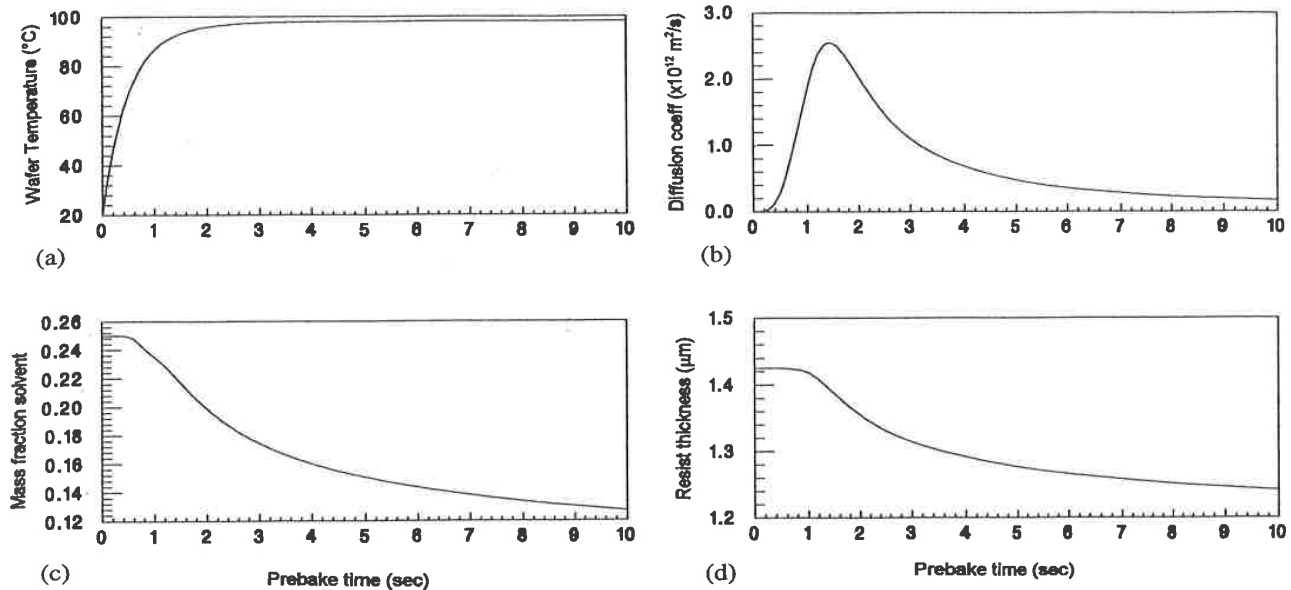 100
80
60
40
20
Wafer Temperature (°C)
0 1 2 3 4 5 6 7 8 9 10
(a)
3.0
2.0
1.0
0.0
Diffusion coeff (x10¹² m²/s)
0 1 2 3 4 5 6 7 8 9 10
(b)
0.26
0.24
0.22
0.20
0.18
0.16
0.14
0.12
Mass fraction solvent
0 1 2 3 4 5 6 7 8 9 10
Prebake time (sec)
(c)
1.5
1.4
1.3
1.2
Resist thickness (µm)
0 1 2 3 4 5 6 7 8 9 10
Prebake time (sec)
(d)